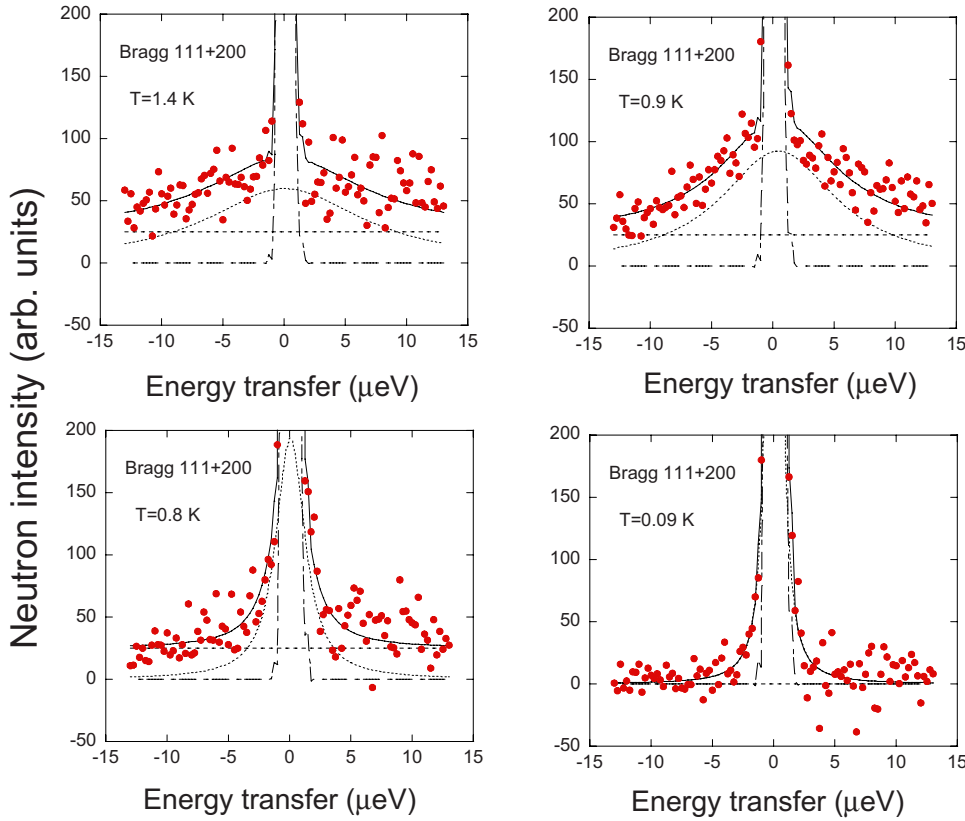 Neutron intensity (arb. units)
200
150
100
50
0
-50
Bragg 111+200
T=1.4 K
-15 -10 -5 0 5 10 15
Energy transfer (μeV)
200
150
100
50
0
-50
Bragg 111+200
T=0.9 K
-15 -10 -5 0 5 10 15
Energy transfer (μeV)
200
150
100
50
0
-50
Bragg 111+200
T=0.8 K
-15 -10 -5 0 5 10 15
Energy transfer (μeV)
200
150
100
50
0
-50
Bragg 111+200
T=0.09 K
-15 -10 -5 0 5 10 15
Energy transfer (μeV)